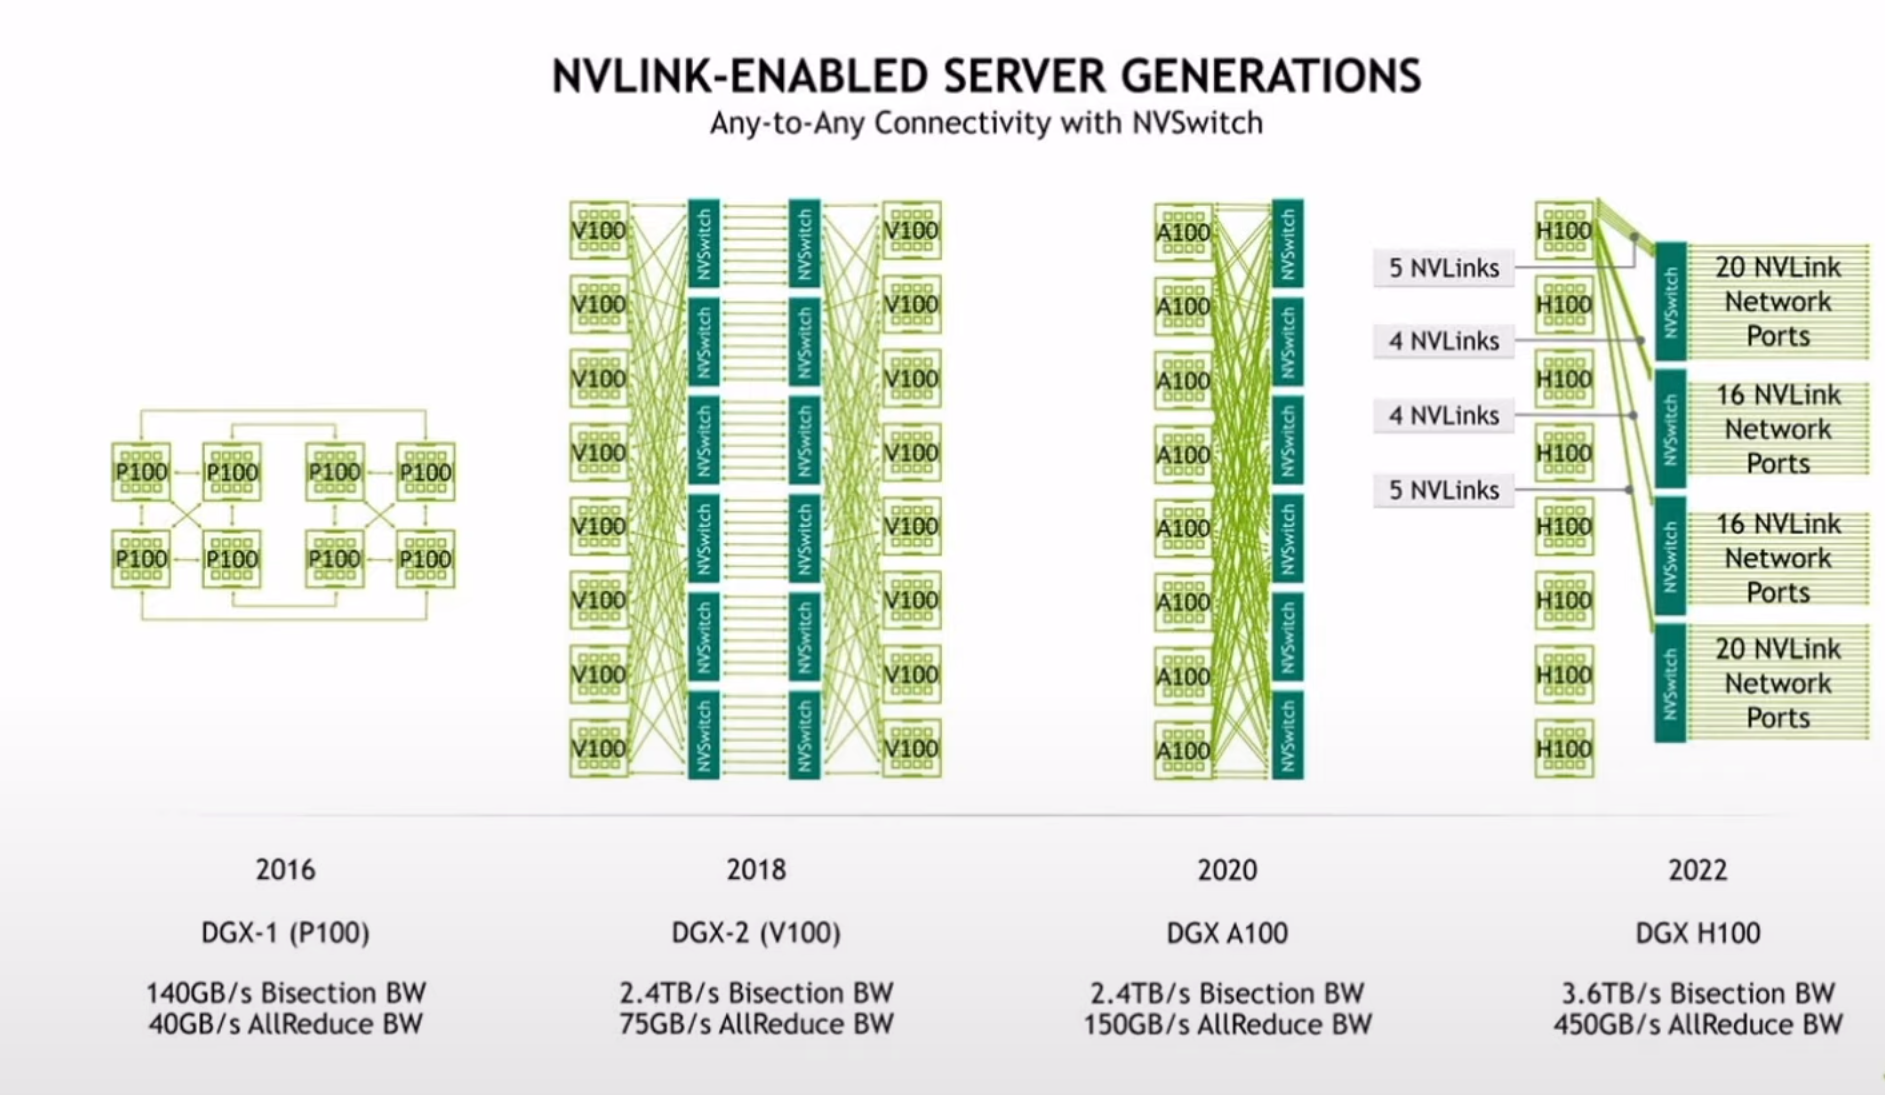 NVLINK-ENABLED SERVER GENERATIONS
Any-to-Any Connectivity with NVSwitch
P100
P100
P100
P100
P100
P100
P100
P100
V100
V100
V100
V100
V100
V100
V100
V100
NVSwitch
NVSwitch
NVSwitch
NVSwitch
NVSwitch
NVSwitch
NVSwitch
NVSwitch
NVSwitch
NVSwitch
NVSwitch
NVSwitch
V100
V100
V100
V100
V100
V100
V100
V100
A100
A100
A100
A100
A100
A100
A100
A100
NVSwitch
NVSwitch
NVSwitch
NVSwitch
NVSwitch
NVSwitch
5 NVLinks
4 NVLinks
4 NVLinks
5 NVLinks
H100
H100
H100
H100
H100
H100
H100
H100
NVSwitch
NVSwitch
NVSwitch
NVSwitch
20 NVLink
Network
Ports
16 NVLink
Network
Ports
16 NVLink
Network
Ports
20 NVLink
Network
Ports
2016
DGX-1 (P100)
140GB/s Bisection BW
40GB/s AllReduce BW
2018
DGX-2 (V100)
2.4TB/s Bisection BW
75GB/s AllReduce BW
2020
DGX A100
2.4TB/s Bisection BW
150GB/s AllReduce BW
2022
DGX H100
3.6TB/s Bisection BW
450GB/s AllReduce BW